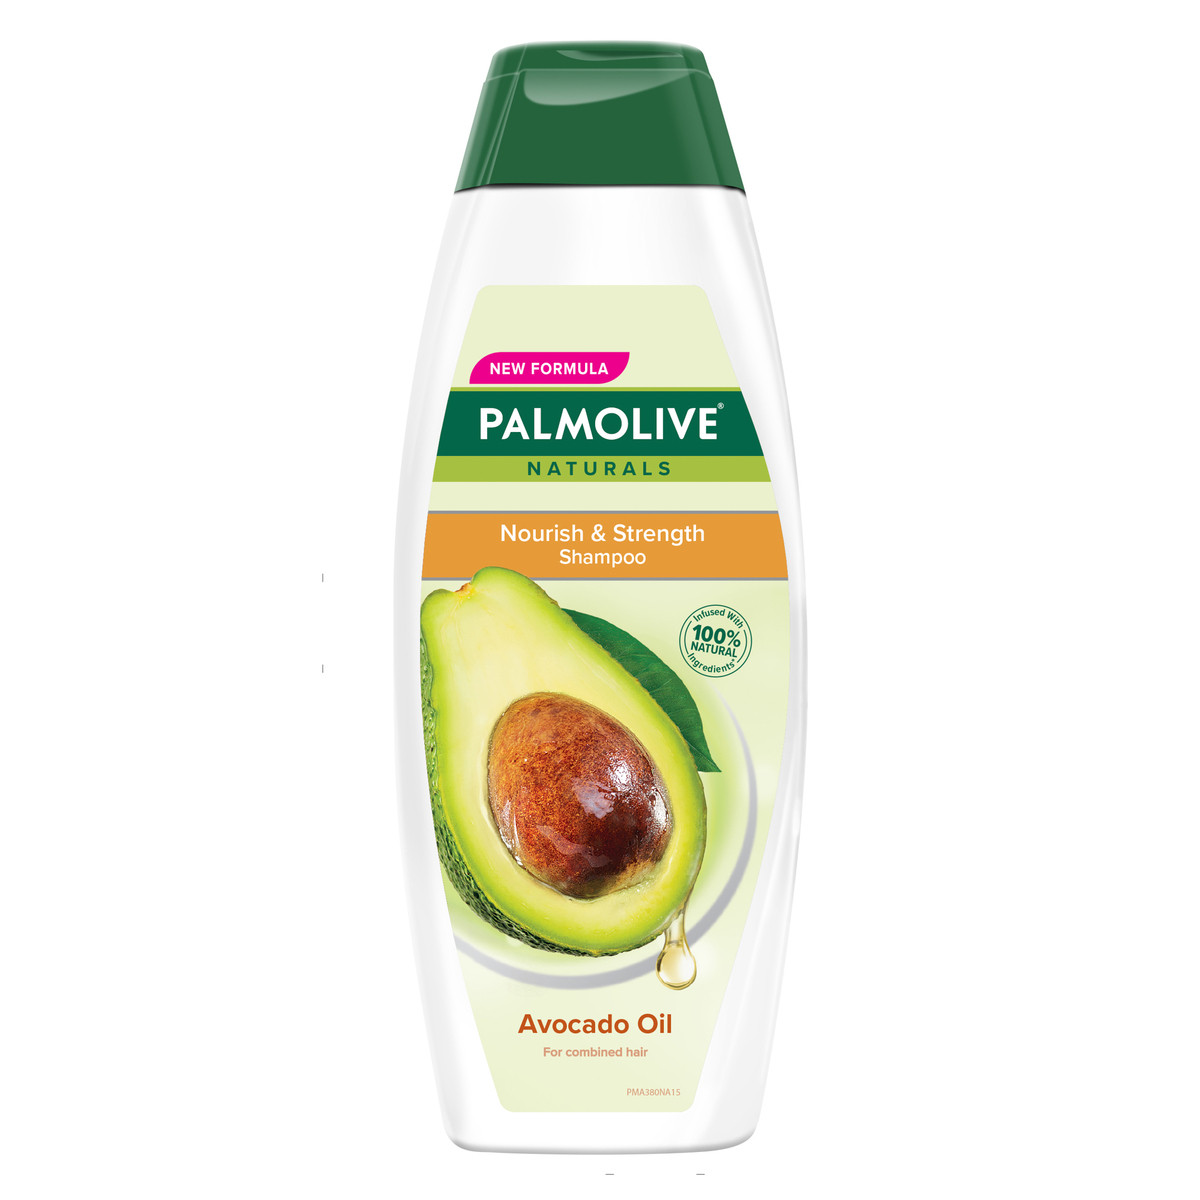 NEW FORMULA
PALMOLIVE®
NATURALS
Nourish & Strength
Shampoo
Infused With
100%
NATURAL
Ingredients*
Avocado Oil
For combined hair
PMA380NA15